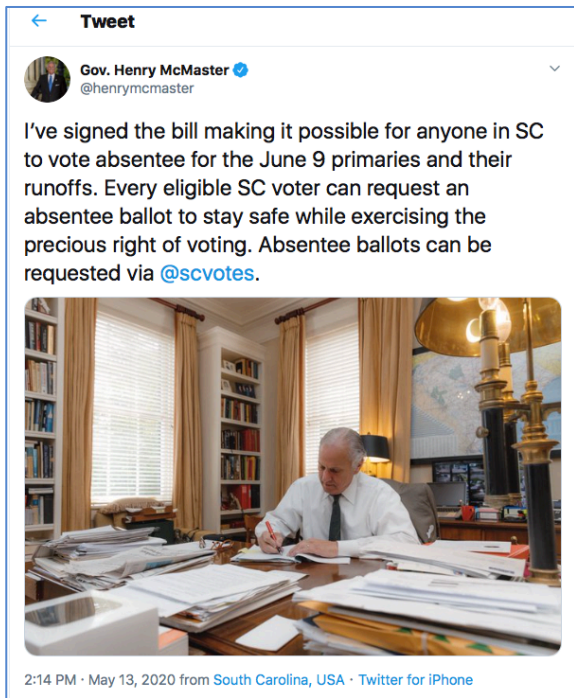 Tweet
Gov. Henry McMaster
@henrymcmaster
I’ve signed the bill making it possible for anyone in SC
to vote absentee for the June 9 primaries and their
runoffs. Every eligible SC voter can request an
absentee ballot to stay safe while exercising the
precious right of voting. Absentee ballots can be
requested via @scvotes.
2:14 PM · May 13, 2020 from South Carolina, USA · Twitter for iPhone